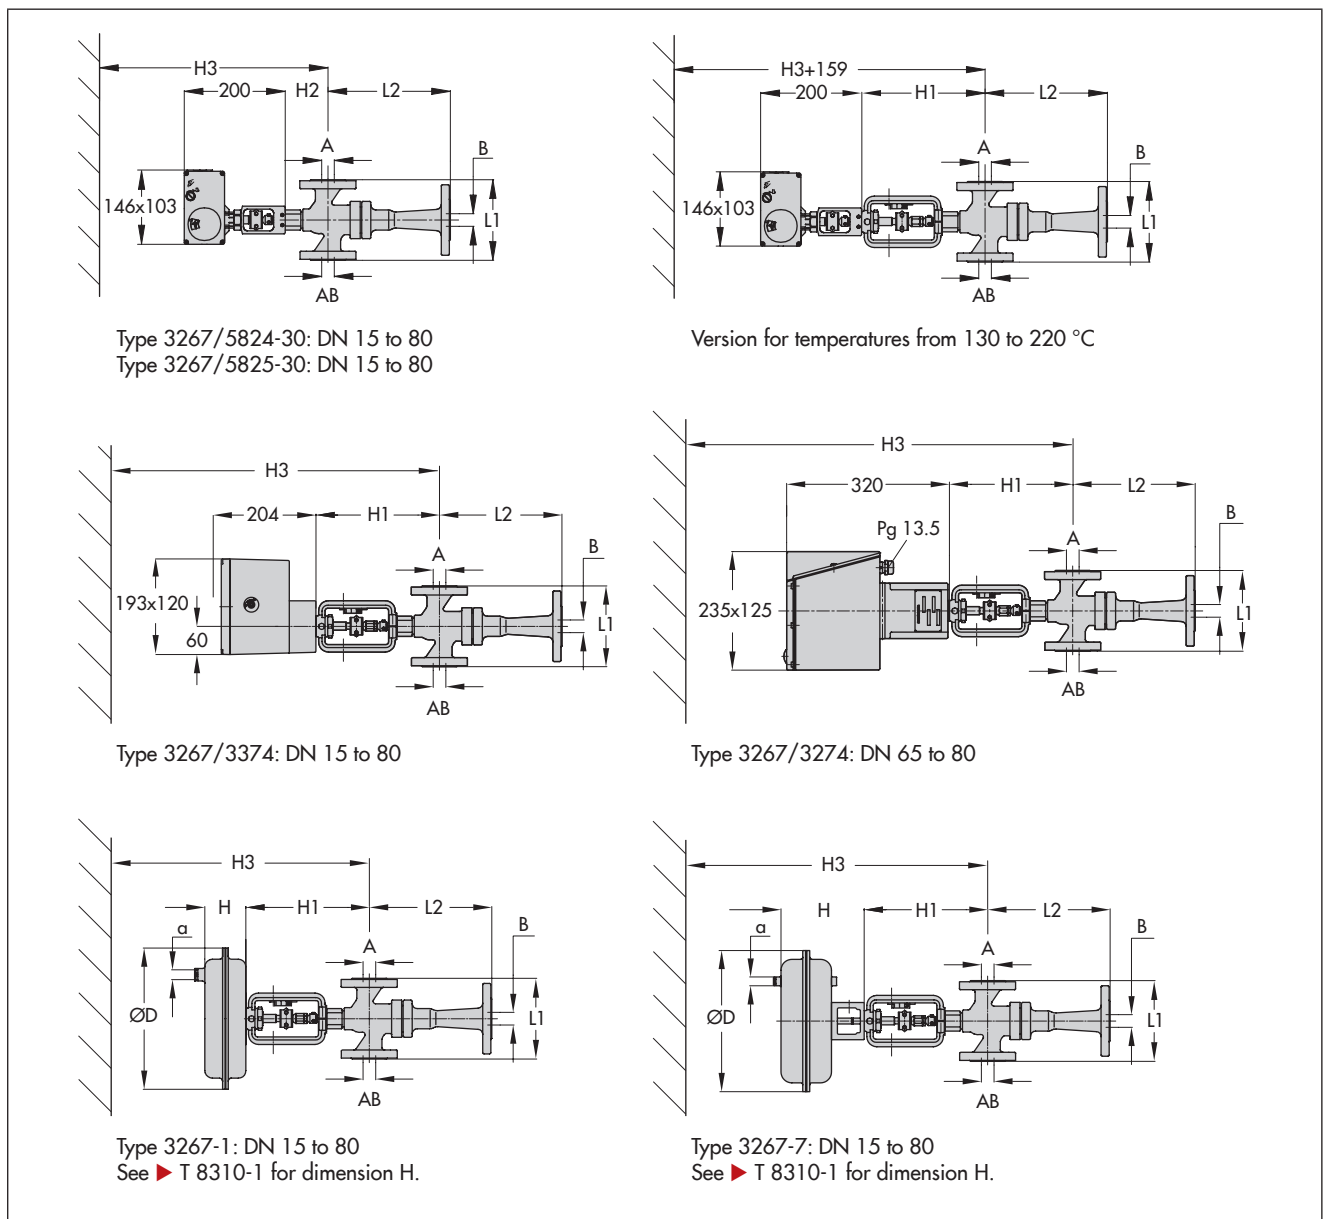 H3
200
H2
L2
A
B
146x103
L1
AB
Type 3267/5824-30: DN 15 to 80
Type 3267/5825-30: DN 15 to 80
H3+159
200
H1
L2
A
B
146x103
L1
AB
Version for temperatures from 130 to 220 °C
H3
204
H1
L2
A
B
193x120
60
L1
AB
Type 3267/3374: DN 15 to 80
H3
320
H1
L2
Pg 13.5
A
B
235x125
L1
AB
Type 3267/3274: DN 65 to 80
H3
H
H1
L2
a
A
B
ØD
L1
AB
Type 3267-1: DN 15 to 80
See ▶ T 8310-1 for dimension H.
H3
H
H1
L2
a
A
B
ØD
L1
AB
Type 3267-7: DN 15 to 80
See ▶ T 8310-1 for dimension H.